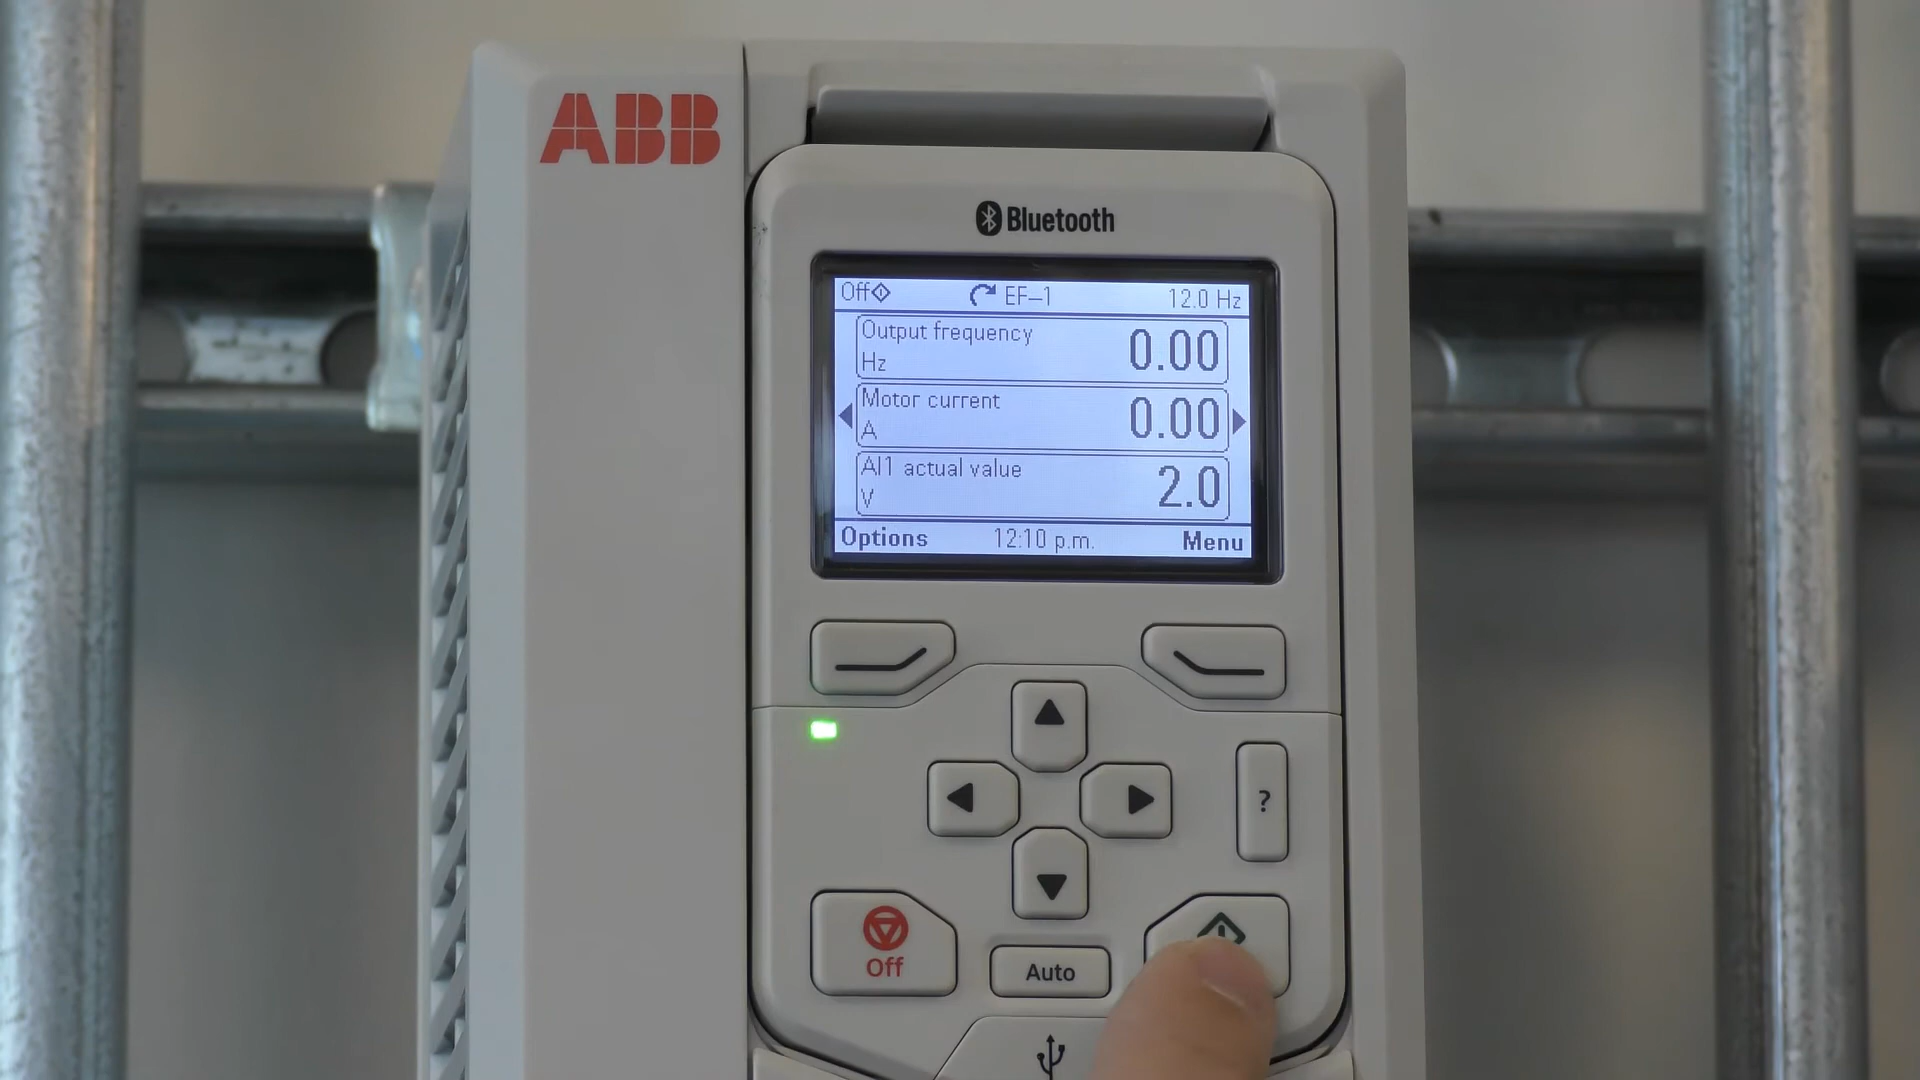 ABB
Bluetooth
Off EF–1 12.0 Hz
Output frequency
Hz 0.00
Motor current
A 0.00
AI1 actual value
V 2.0
Options 12:10 p.m. Menu
?
Off
Auto